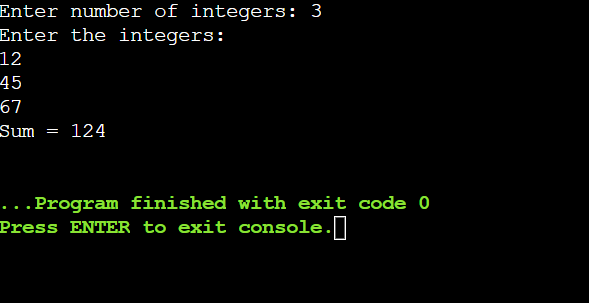 Enter number of integers: 3
Enter the integers:
12
45
67
Sum = 124
...Program finished with exit code 0
Press ENTER to exit console.